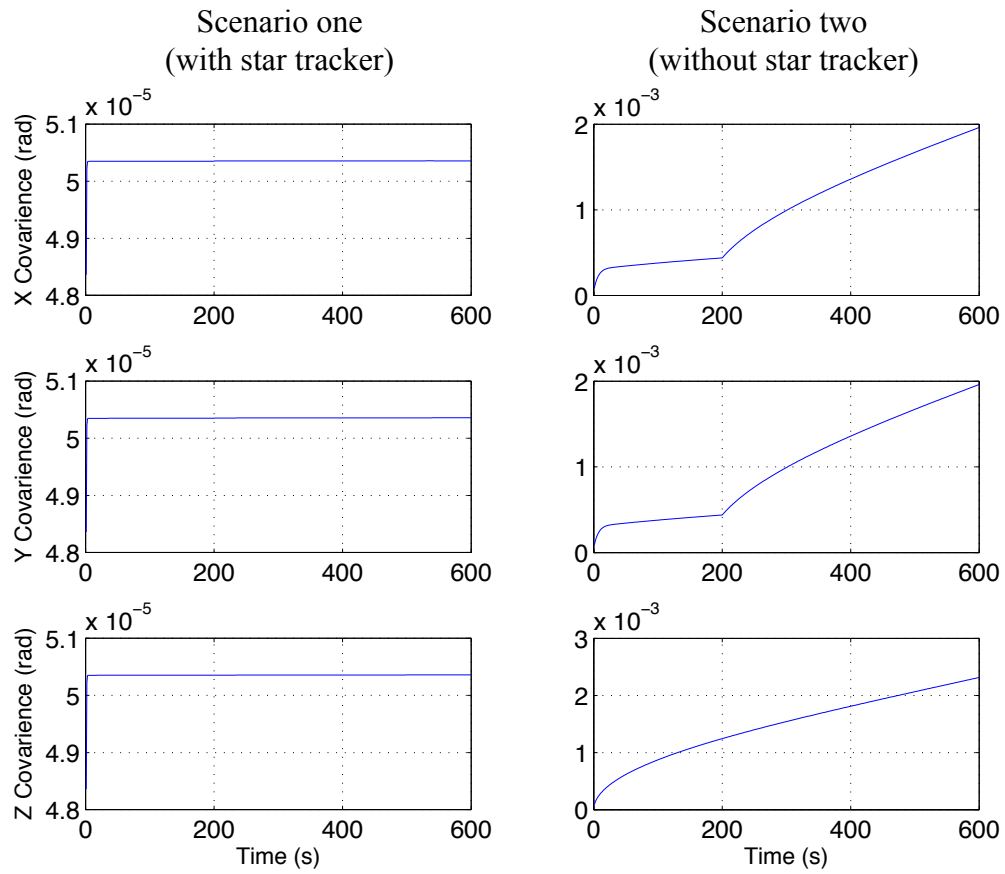 Scenario one
(with star tracker)
Scenario two
(without star tracker)
x 10−5
5.1
5
4.9
4.8
X Covarience (rad)
0 200 400 600
x 10−3
2
1
0
0 200 400 600
x 10−5
5.1
5
4.9
4.8
Y Covarience (rad)
0 200 400 600
x 10−3
2
1
0
0 200 400 600
x 10−5
5.1
5
4.9
4.8
Z Covarience (rad)
0 200 400 600
Time (s)
x 10−3
3
2
1
0
0 200 400 600
Time (s)